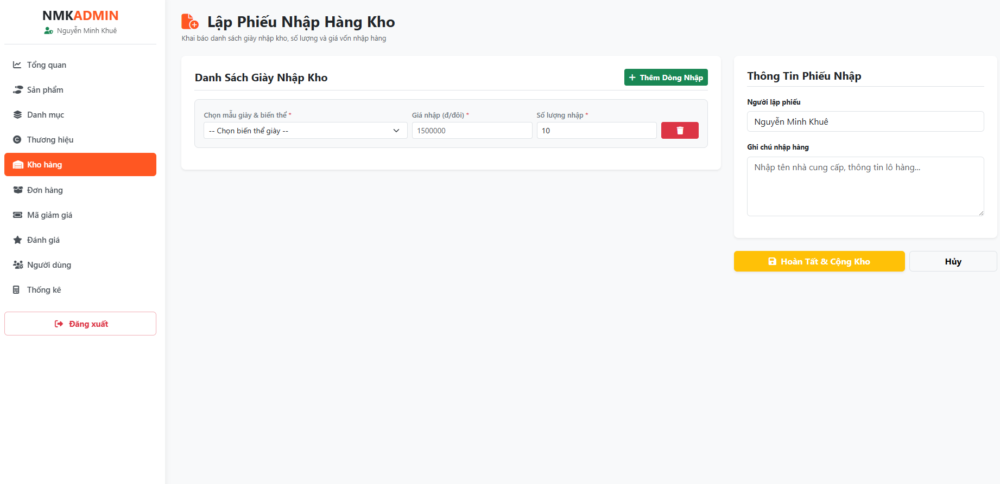 NMKADMIN
Nguyễn Minh Khuê
Tổng quan
Sản phẩm
Danh mục
Thương hiệu
Kho hàng
Đơn hàng
Mã giảm giá
Đánh giá
Người dùng
Thống kê
Đăng xuất
Lập Phiếu Nhập Hàng Kho
Khai báo danh sách giày nhập kho, số lượng và giá vốn nhập hàng
Danh Sách Giày Nhập Kho
Thêm Dòng Nhập
Chọn mẫu giày & biến thể *
Giá nhập (đ/đôi) *
Số lượng nhập *
-- Chọn biến thể giày --
1500000
10
Thông Tin Phiếu Nhập
Người lập phiếu
Nguyễn Minh Khuê
Ghi chú nhập hàng
Nhập tên nhà cung cấp, thông tin lô hàng...
Hoàn Tất & Cộng Kho
Hủy